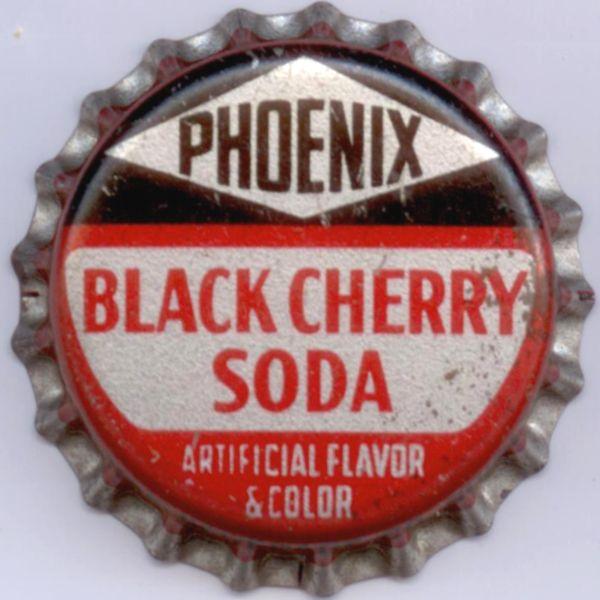 PHOENIX
BLACK CHERRY
SODA
ARTIFICIAL FLAVOR
& COLOR